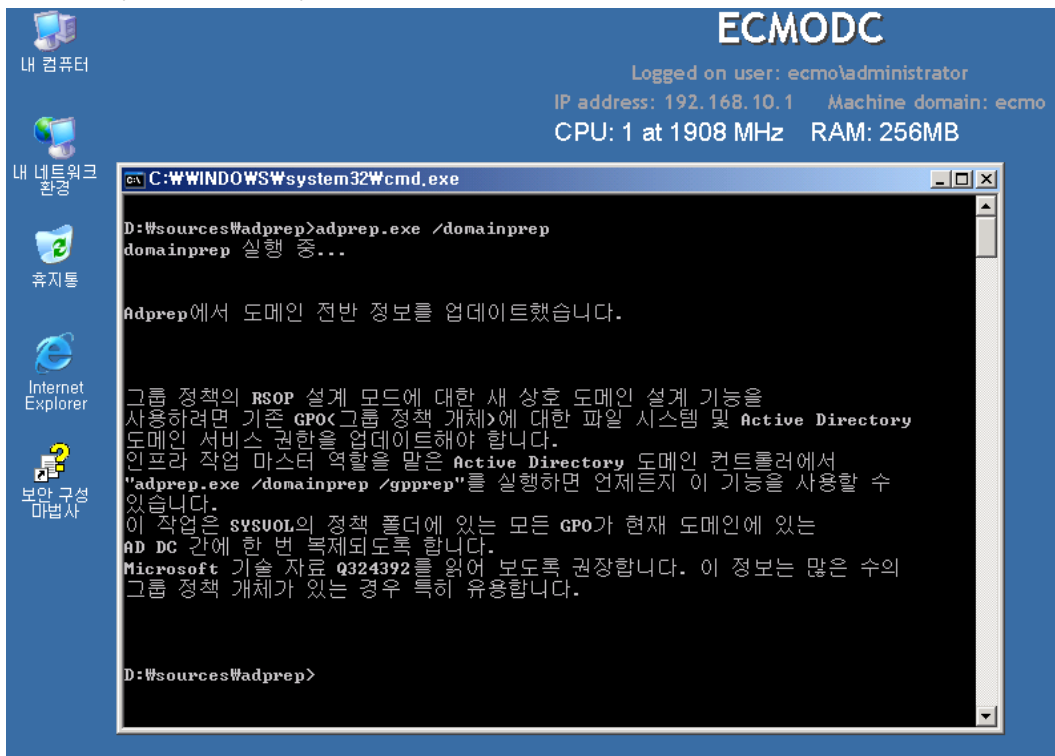 ECMODC
내 컴퓨터
Logged on user: ecmo\administrator
IP address: 192.168.10.1 Machine domain: ecmo
CPU: 1 at 1908 MHz RAM: 256MB
내 네트워크
환경
휴지통
Internet
Explorer
보안 구성
마법사
C:₩WINDOWS₩system32₩cmd.exe
D:₩sources₩adprep>adprep.exe /domainprep
domainprep 실행 중...
Adprep에서 도메인 전반 정보를 업데이트했습니다.
그룹 정책의 RSOP 설계 모드에 대한 새 상호 도메인 설계 기능을
사용하려면 기존 GPO<그룹 정책 개체>에 대한 파일 시스템 및 Active Directory
도메인 서비스 권한을 업데이트해야 합니다.
인프라 작업 마스터 역할을 맡은 Active Directory 도메인 컨트롤러에서
"adprep.exe /domainprep /gpprep"를 실행하면 언제든지 이 기능을 사용할 수
있습니다.
이 작업은 SYSVOL의 정책 폴더에 있는 모든 GPO가 현재 도메인에 있는
AD DC 간에 한 번 복제되도록 합니다.
Microsoft 기술 자료 Q324392를 읽어 보도록 권장합니다. 이 정보는 많은 수의
그룹 정책 개체가 있는 경우 특히 유용합니다.
D:₩sources₩adprep>